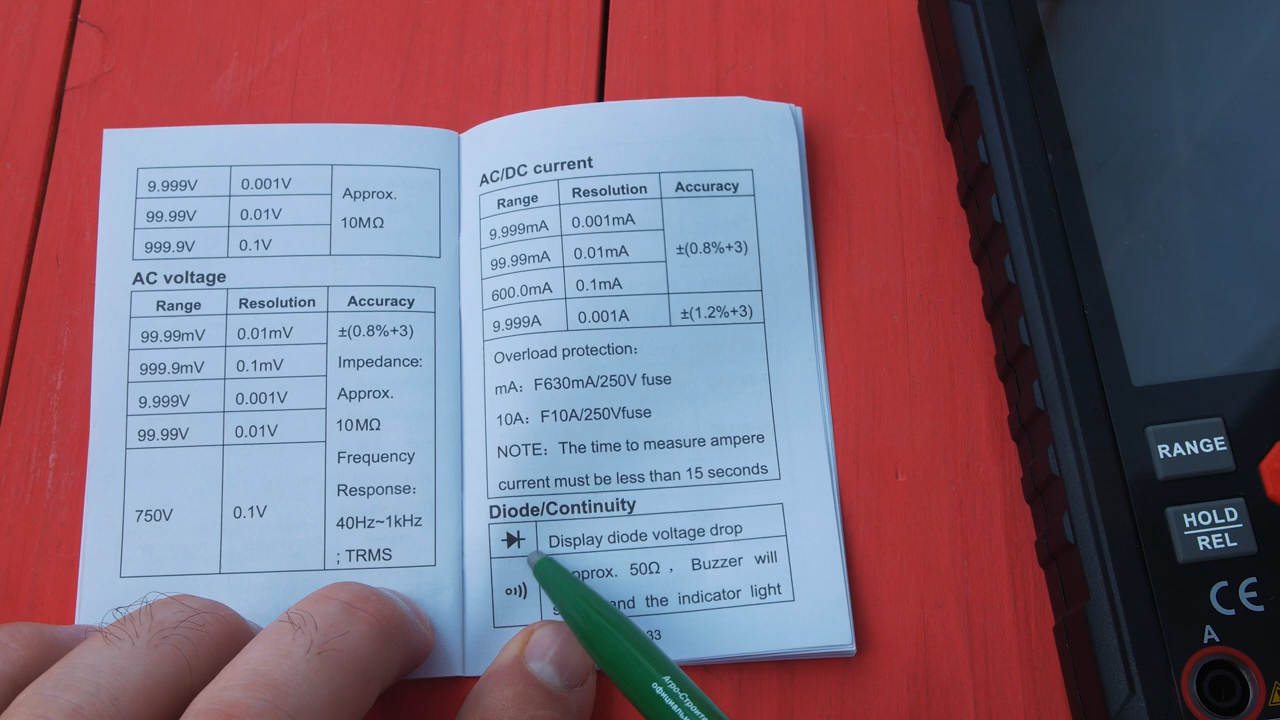 9.999V 0.001V Approx. 10MΩ
99.99V 0.01V
999.9V 0.1V
AC voltage
Range Resolution Accuracy
99.99mV 0.01mV ±(0.8%+3)
999.9mV 0.1mV Impedance:
9.999V 0.001V Approx.
99.99V 0.01V 10MΩ
Frequency
Response:
750V 0.1V 40Hz~1kHz
; TRMS
AC/DC current
Range Resolution Accuracy
9.999mA 0.001mA ±(0.8%+3)
99.99mA 0.01mA
600.0mA 0.1mA
9.999A 0.001A ±(1.2%+3)
Overload protection:
mA: F630mA/250V fuse
10A: F10A/250Vfuse
NOTE: The time to measure ampere
current must be less than 15 seconds
Diode/Continuity
Display diode voltage drop
50Ω, Buzzer will
the indicator light
33
RANGE
HOLD
REL
CE
A